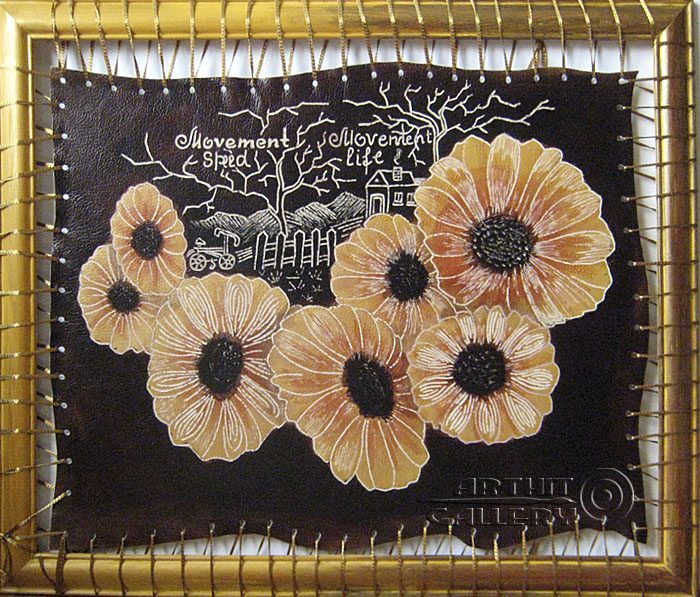 Movement
Speed
Movement
life
ARTHIT
GALLERY